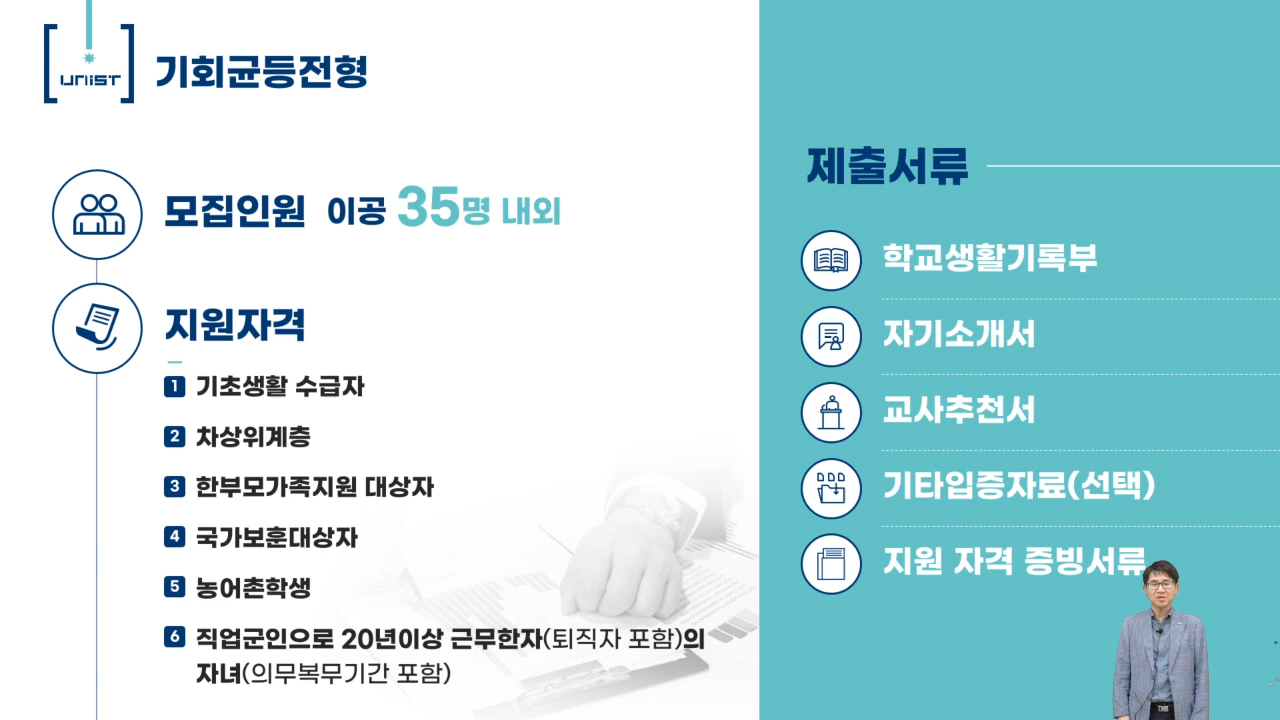 UNIST
기회균등전형
모집인원 이공 35명 내외
지원자격
1 기초생활 수급자
2 차상위계층
3 한부모가족지원 대상자
4 국가보훈대상자
5 농어촌학생
6 직업군인으로 20년이상 근무한자(퇴직자 포함)의
자녀(의무복무기간 포함)
제출서류
학교생활기록부
자기소개서
교사추천서
기타입증자료(선택)
지원 자격 증빙서류